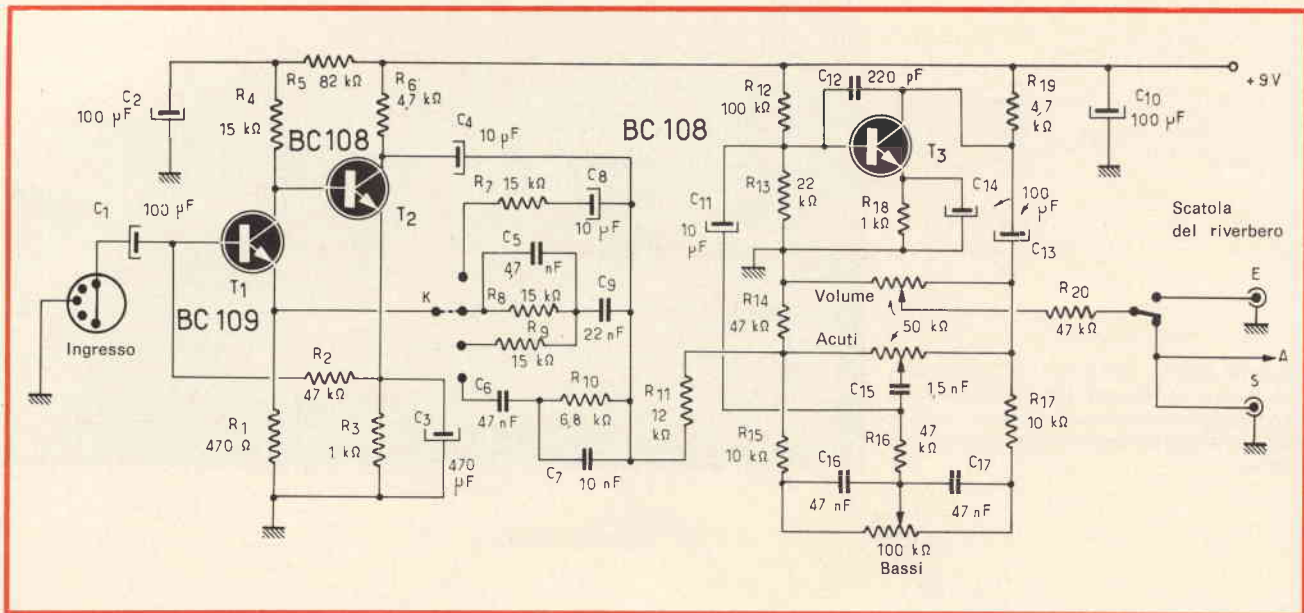 C2
100 µF
R5
82 kΩ
R4
15 kΩ
R6
4,7 kΩ
BC 108
C4
10 µF
BC 108
C1
100 µF
T1
T2
BC 109
Ingresso
R7 15 kΩ
C8
10 µF
C5
47 nF
K
R8 15 kΩ
C9
22 nF
R9
15 kΩ
R2
47 kΩ
R1
470 Ω
R3
1 kΩ
C3
470
µF
C6
47 nF
R10
6,8 kΩ
C7
10 nF
R11
12
kΩ
R12
100 kΩ
C12
220 pF
T3
R19
4,7
kΩ
+ 9V
C10
100 µF
C11
10
µF
R13
22
kΩ
R18
1 kΩ
C14
100
µF
C13
Scatola
del riverbero
Volume
R14
47 kΩ
50 kΩ
Acuti
R20
47 kΩ
E
A
S
C15
1,5 nF
R15
10 kΩ
R16
47
kΩ
R17
10 kΩ
C16
47 nF
C17
47 nF
100 kΩ
Bassi